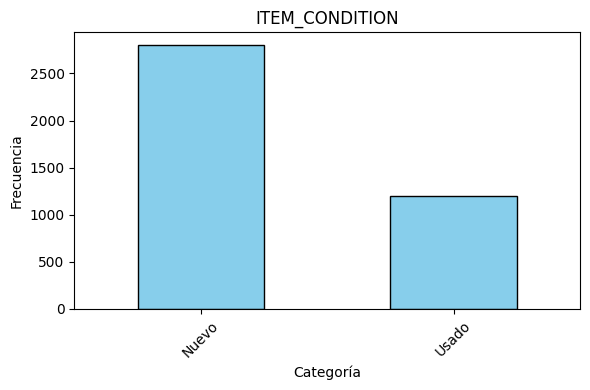 ITEM_CONDITION
Frecuencia
2500
2000
1500
1000
500
0
Nuevo
Usado
Categoría